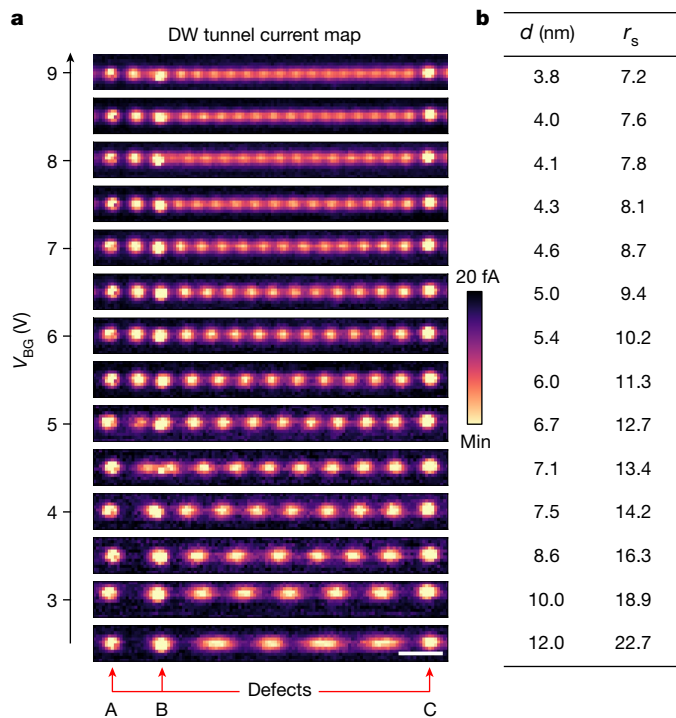 a
DW tunnel current map
9
8
7
6
5
4
3
V_BG (V)
20 fA
Min
Defects
A B C
b
d (nm) r_s
3.8 7.2
4.0 7.6
4.1 7.8
4.3 8.1
4.6 8.7
5.0 9.4
5.4 10.2
6.0 11.3
6.7 12.7
7.1 13.4
7.5 14.2
8.6 16.3
10.0 18.9
12.0 22.7